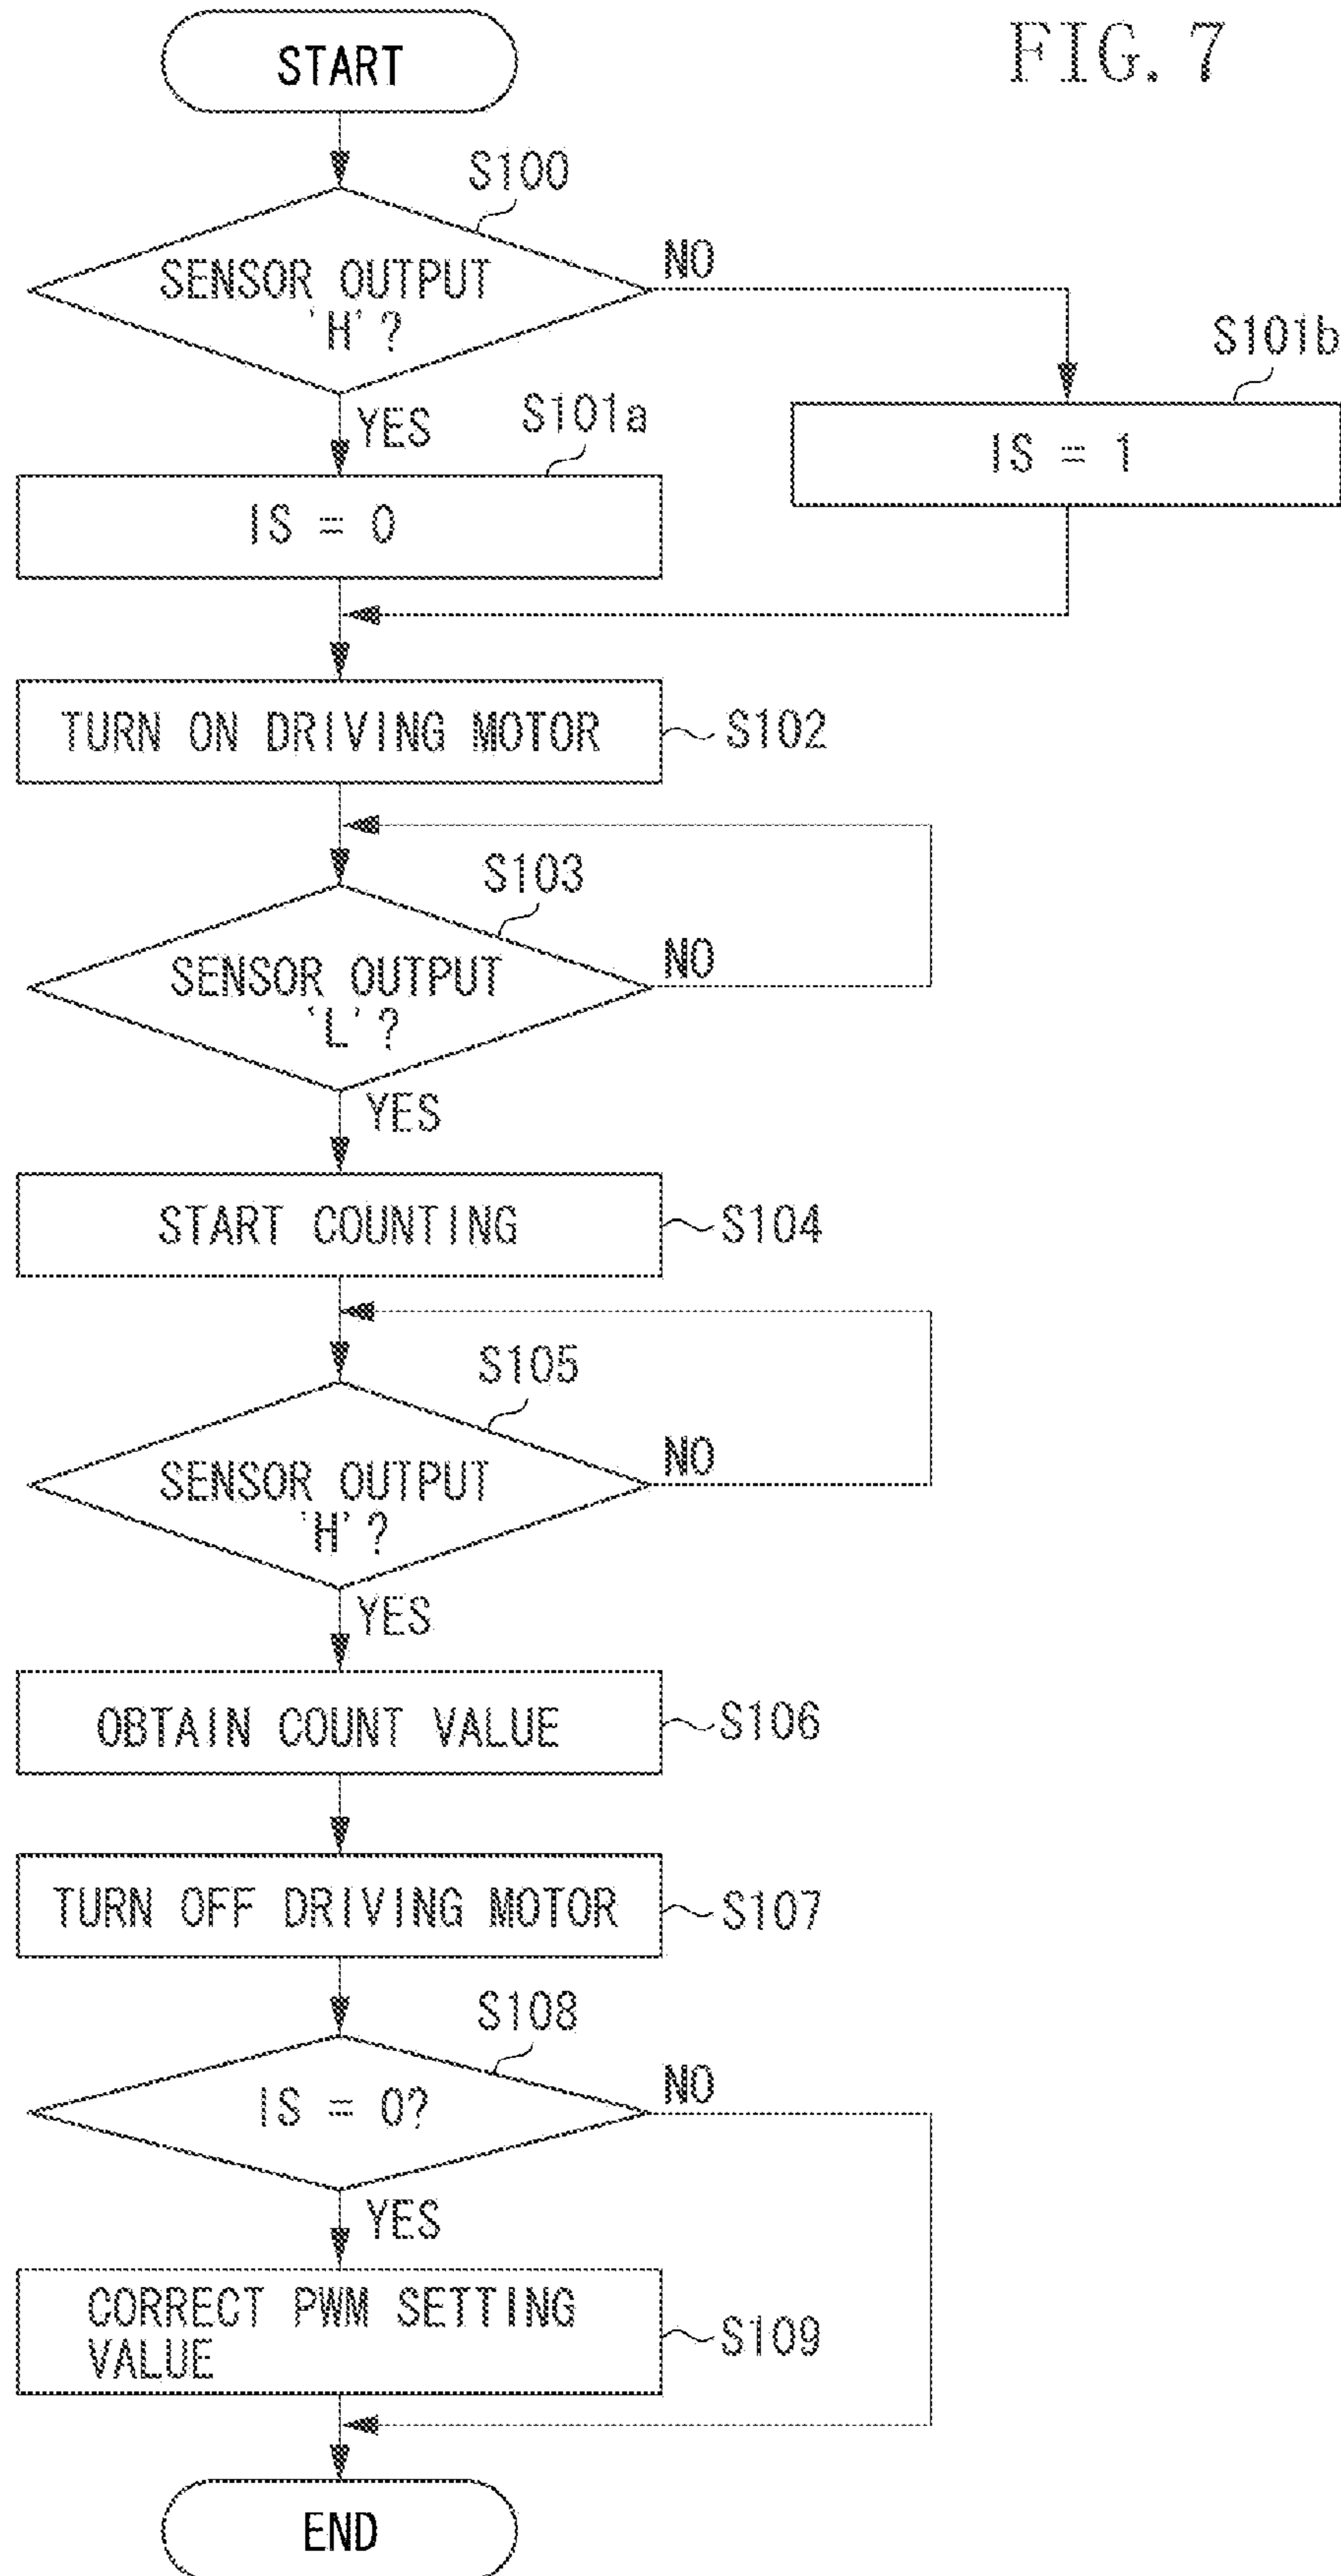 FIG. 7
START
S100
SENSOR OUTPUT
'H'?
NO
YES
S101a
IS = 0
S101b
IS = 1
TURN ON DRIVING MOTOR
S102
S103
SENSOR OUTPUT
'L'?
NO
YES
START COUNTING
S104
S105
SENSOR OUTPUT
'H'?
NO
YES
OBTAIN COUNT VALUE
S106
TURN OFF DRIVING MOTOR
S107
S108
IS = 0?
NO
YES
CORRECT PWM SETTING
VALUE
S109
END